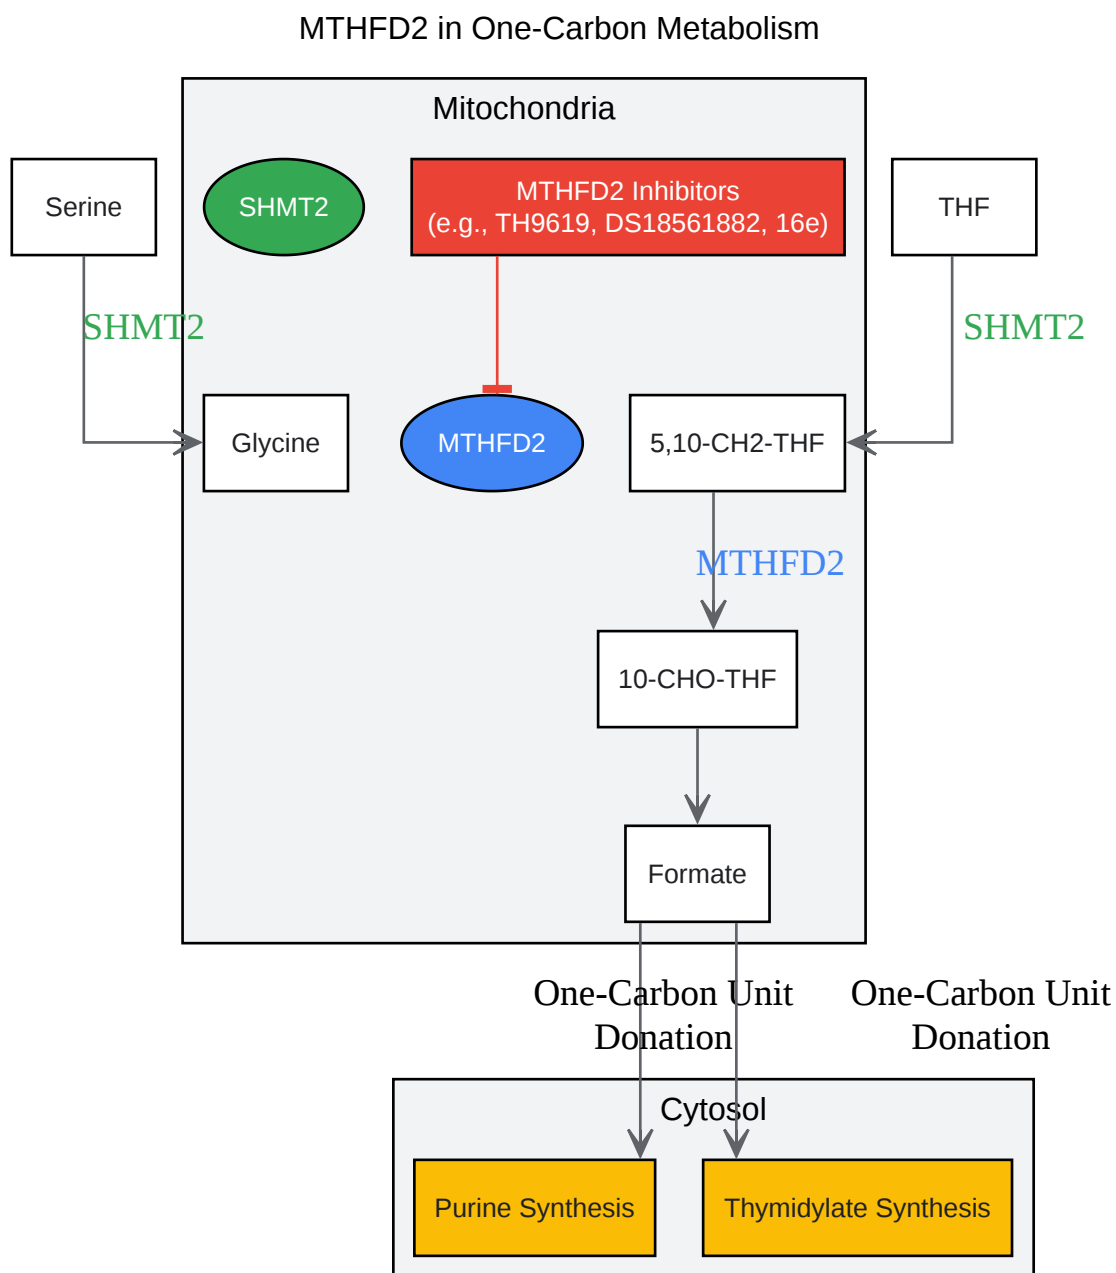 MTHFD2 in One-Carbon Metabolism
Mitochondria
Serine
SHMT2
MTHFD2 Inhibitors
(e.g., TH9619, DS18561882, 16e)
THF
SHMT2
SHMT2
Glycine
MTHFD2
5,10-CH2-THF
MTHFD2
10-CHO-THF
Formate
One-Carbon Unit
Donation
One-Carbon Unit
Donation
Cytosol
Purine Synthesis
Thymidylate Synthesis